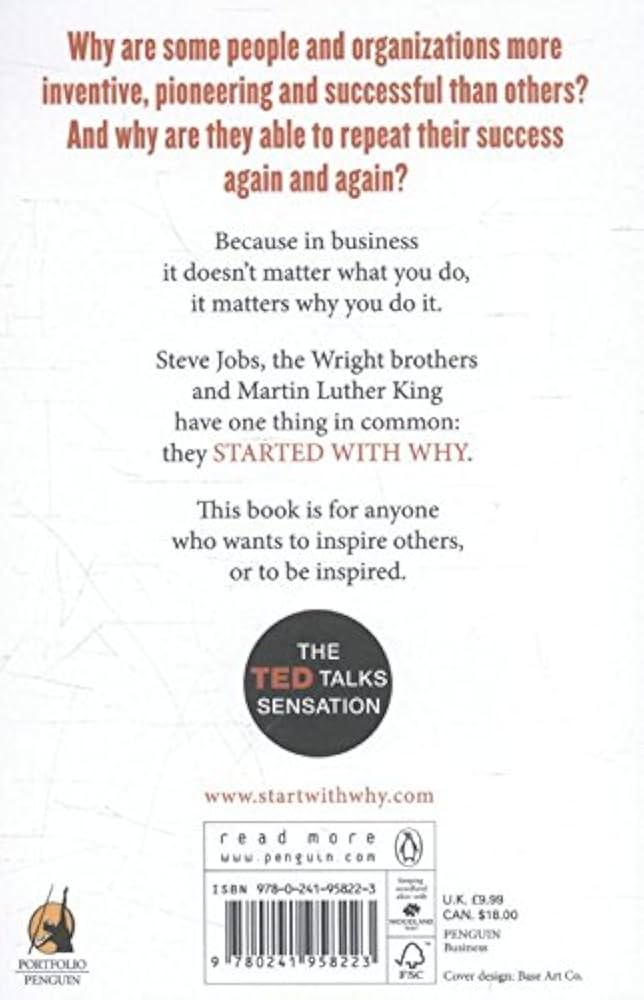 Why are some people and organizations more
inventive, pioneering and successful than others?
And why are they able to repeat their success
again and again?
Because in business
it doesn't matter what you do,
it matters why you do it.
Steve Jobs, the Wright brothers
and Martin Luther King
have one thing in common:
they STARTED WITH WHY.
This book is for anyone
who wants to inspire others,
or to be inspired.
THE
TED TALKS
SENSATION
www.startwithwhy.com
read more
www.penguin.com
ISBN 978-0-241-95822-3
9 780241 958223
WOODLAND
FSC
U.K. £9.99
CAN. $18.00
PENGUIN
Business
Cover design: Base Art Co.
PORTFOLIO
PENGUIN